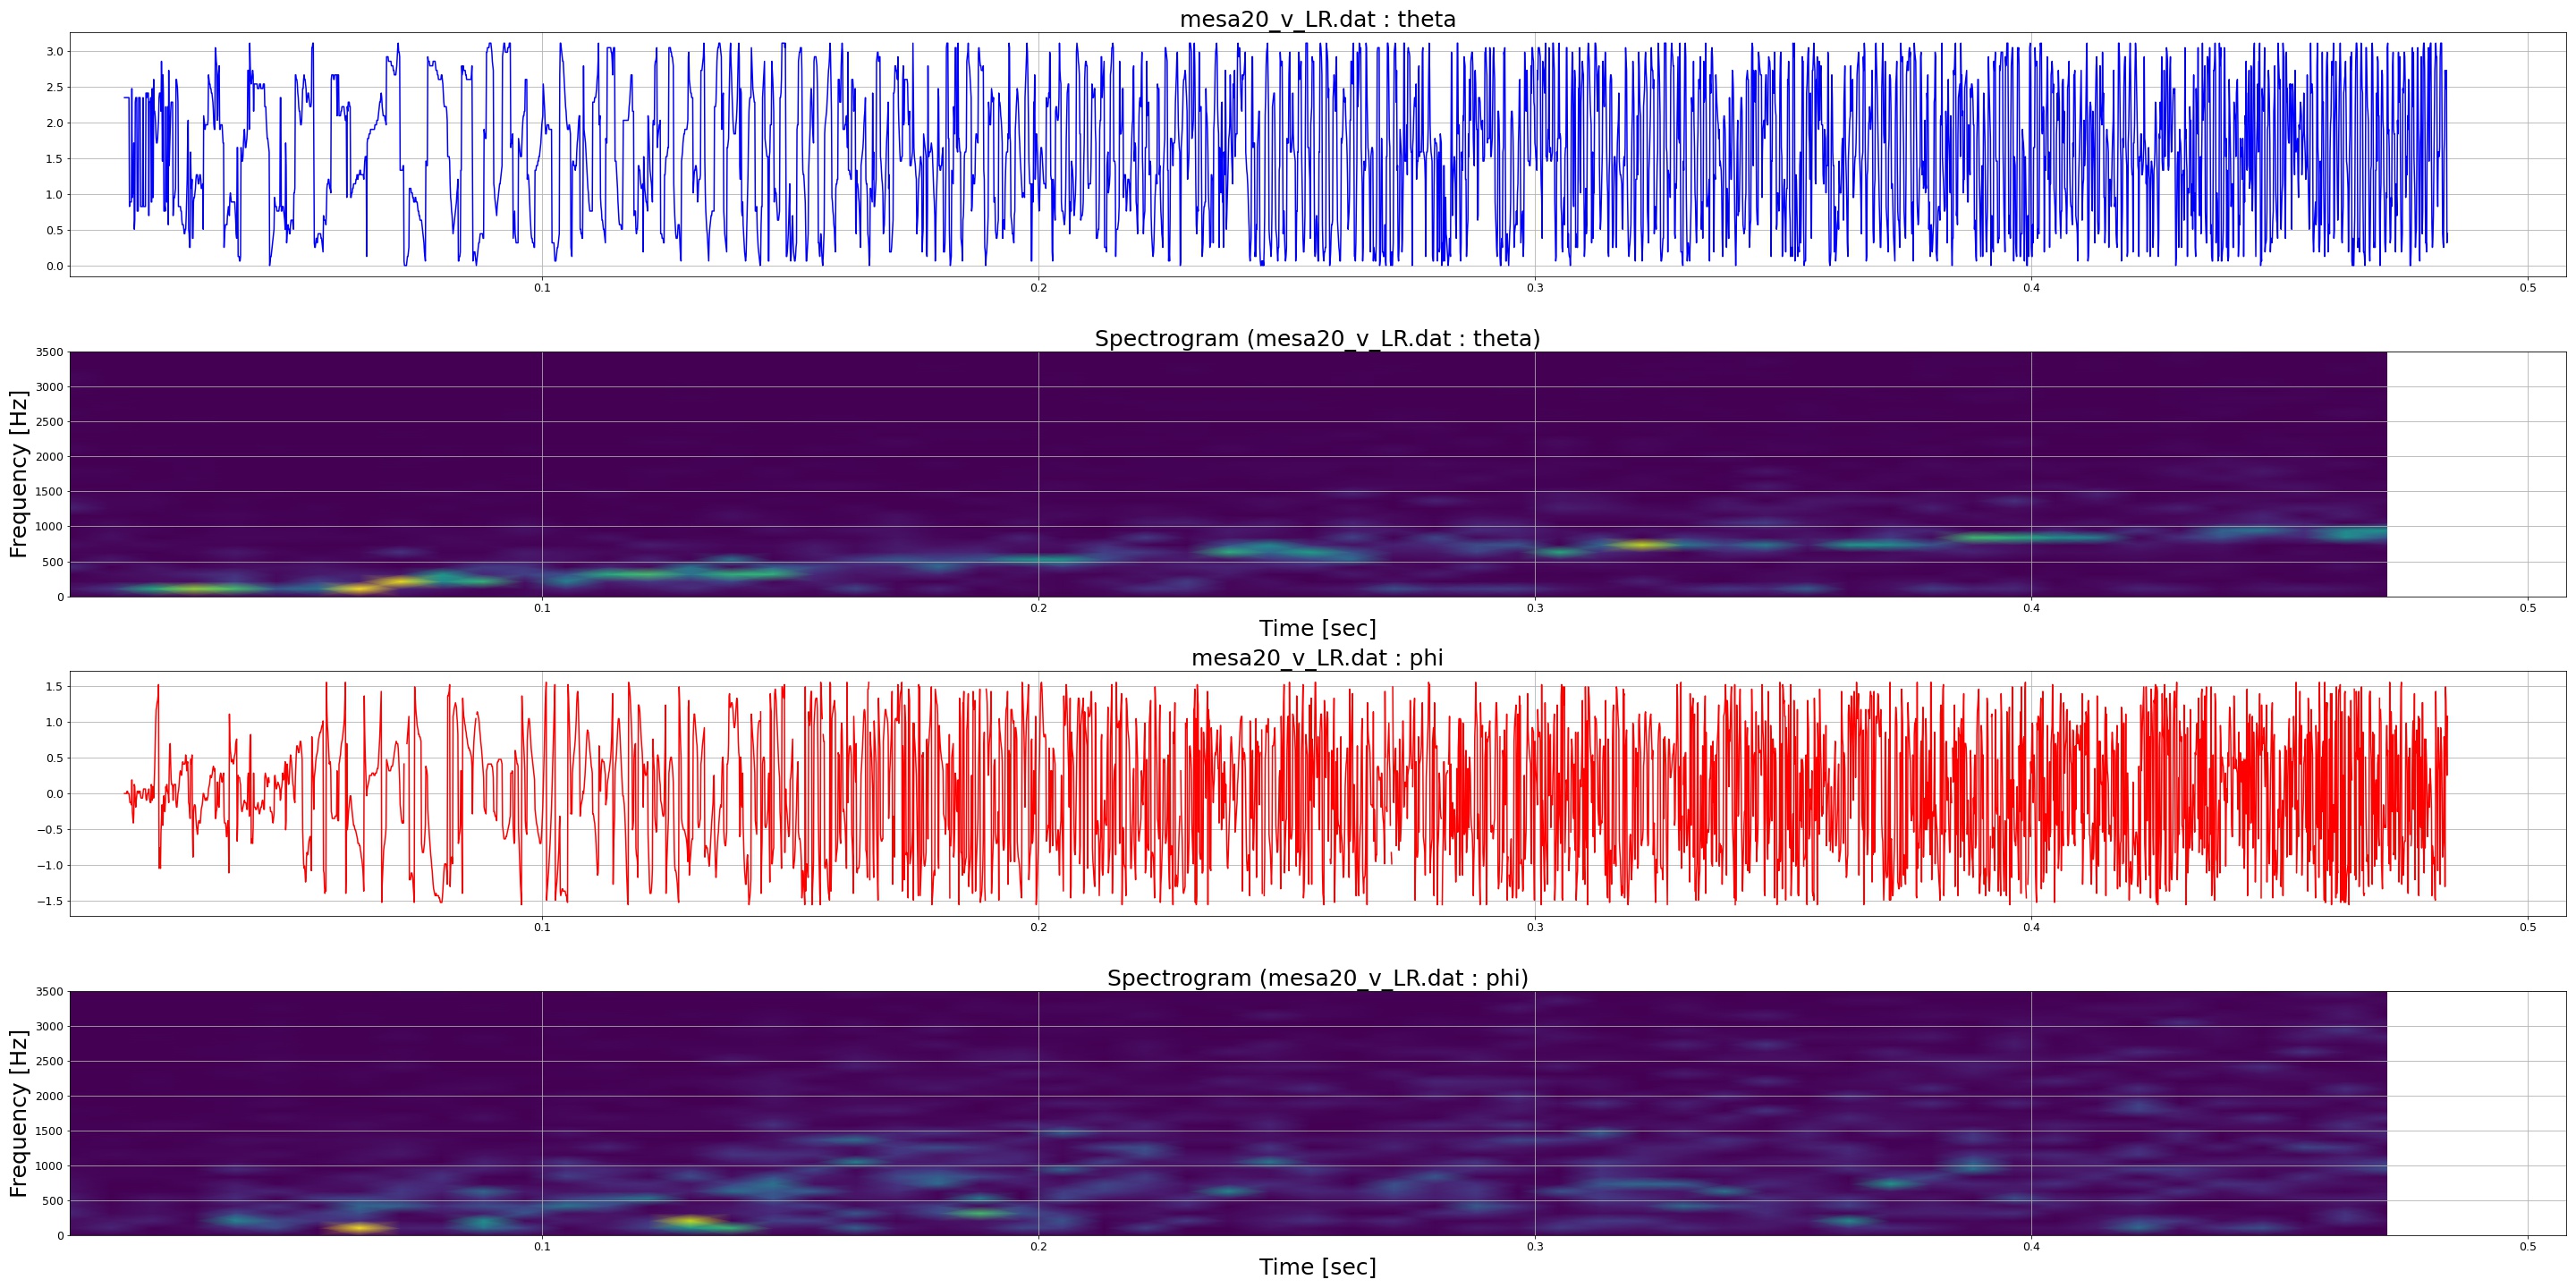 mesa20_v_LR.dat : theta
3.0
2.5
2.0
1.5
1.0
0.5
0.0
0.1 0.2 0.3 0.4 0.5
Spectrogram (mesa20_v_LR.dat : theta)
Frequency [Hz]
3500
3000
2500
2000
1500
1000
500
0
0.1 0.2 0.3 0.4 0.5
Time [sec]
mesa20_v_LR.dat : phi
1.5
1.0
0.5
0.0
−0.5
−1.0
−1.5
0.1 0.2 0.3 0.4 0.5
Spectrogram (mesa20_v_LR.dat : phi)
Frequency [Hz]
3500
3000
2500
2000
1500
1000
500
0
0.1 0.2 0.3 0.4 0.5
Time [sec]